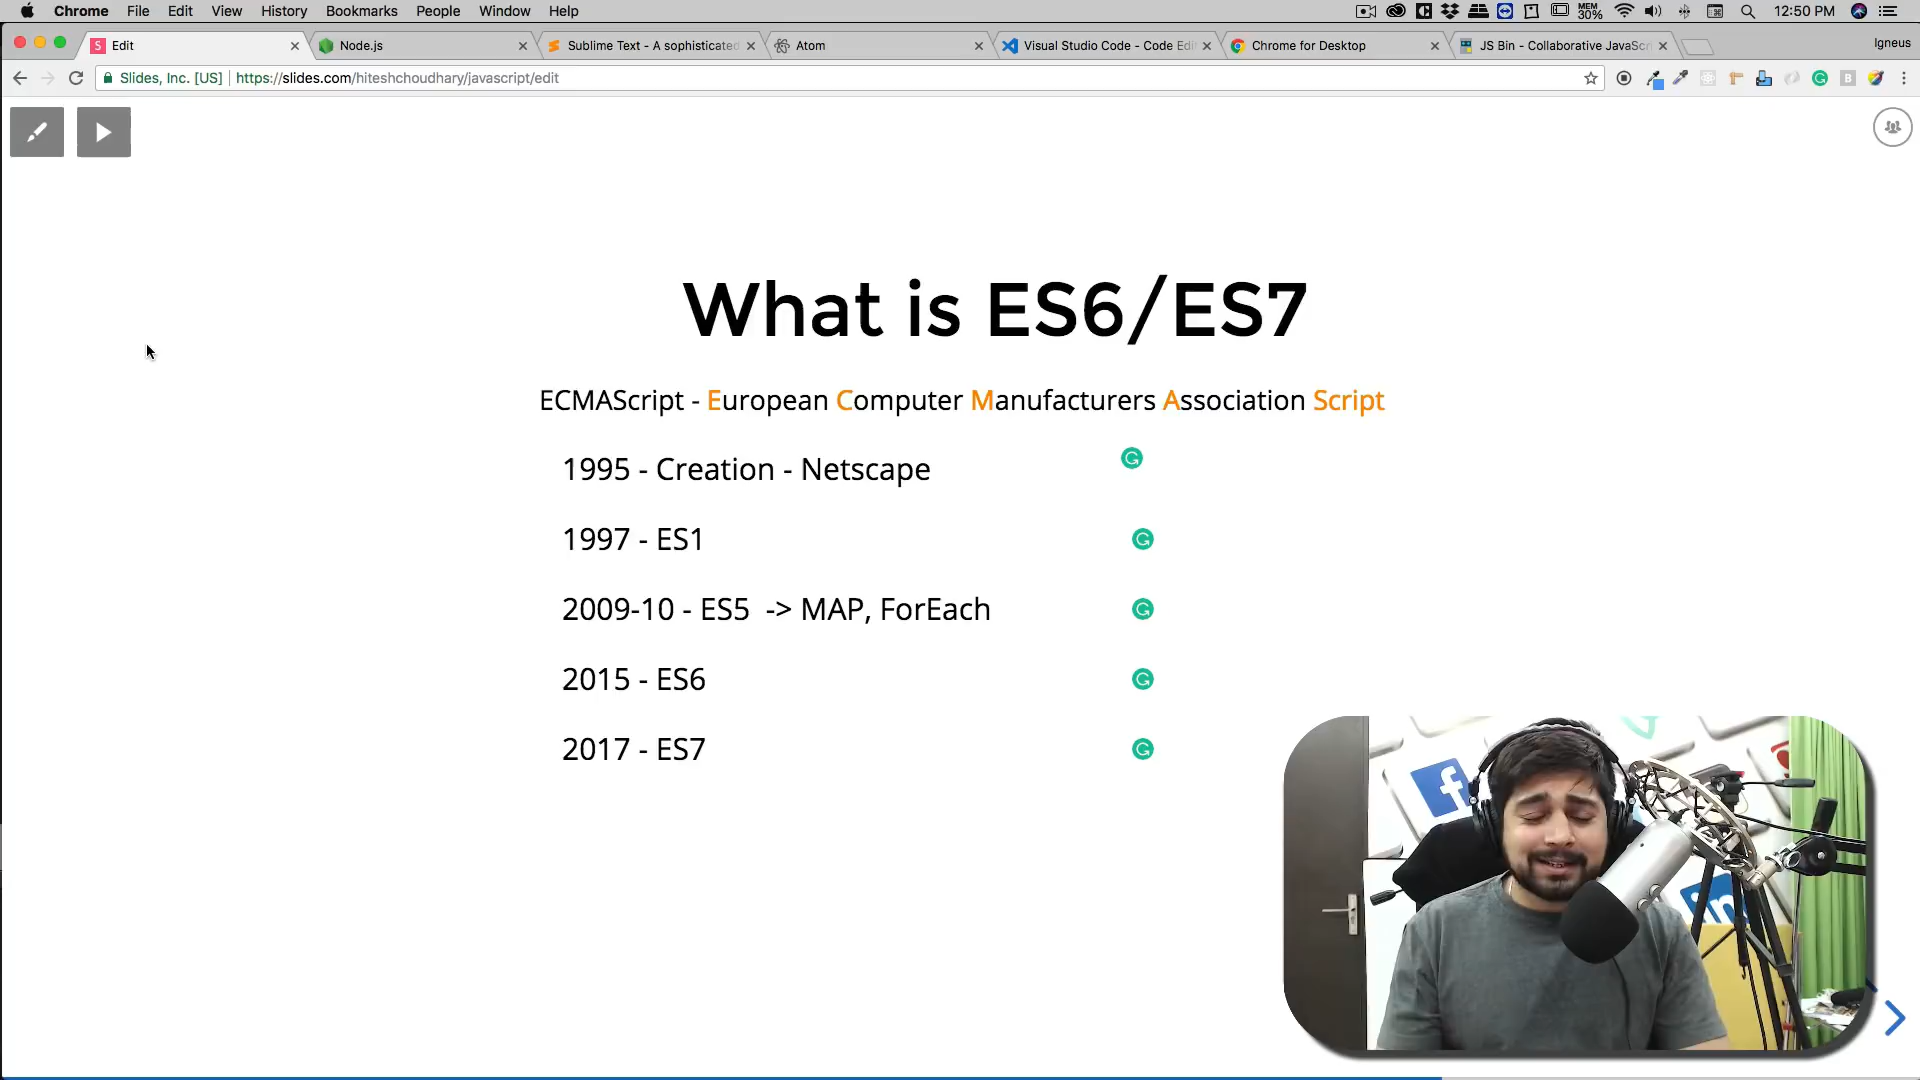 Chrome File Edit View History Bookmarks People Window Help MEM 30% 12:50 PM
Edit Node.js Sublime Text - A sophisticated Atom Visual Studio Code - Code Edi Chrome for Desktop JS Bin - Collaborative JavaScri Igneus
Slides, Inc. [US] https://slides.com/hiteshchoudhary/javascript/edit
What is ES6/ES7
ECMAScript - European Computer Manufacturers Association Script
1995 - Creation - Netscape
1997 - ES1
2009-10 - ES5 -> MAP, ForEach
2015 - ES6
2017 - ES7